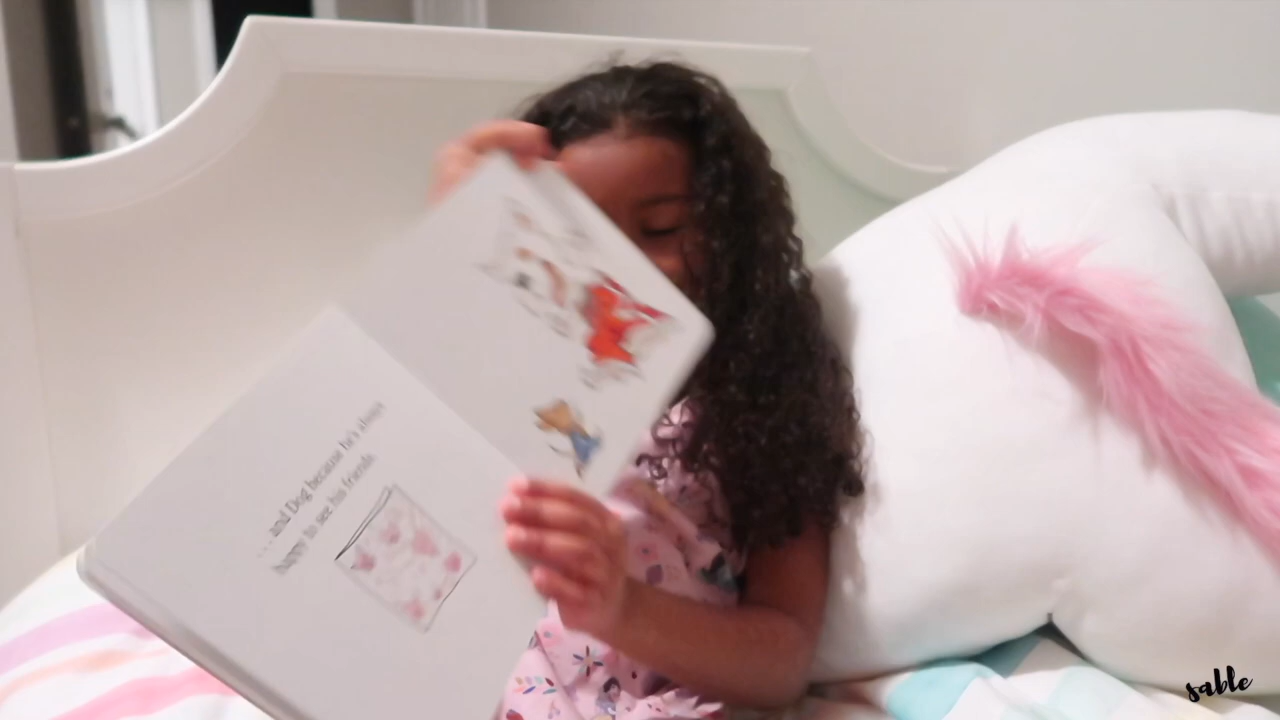 ...and Dog because he's always
happy to see his friends.
sable